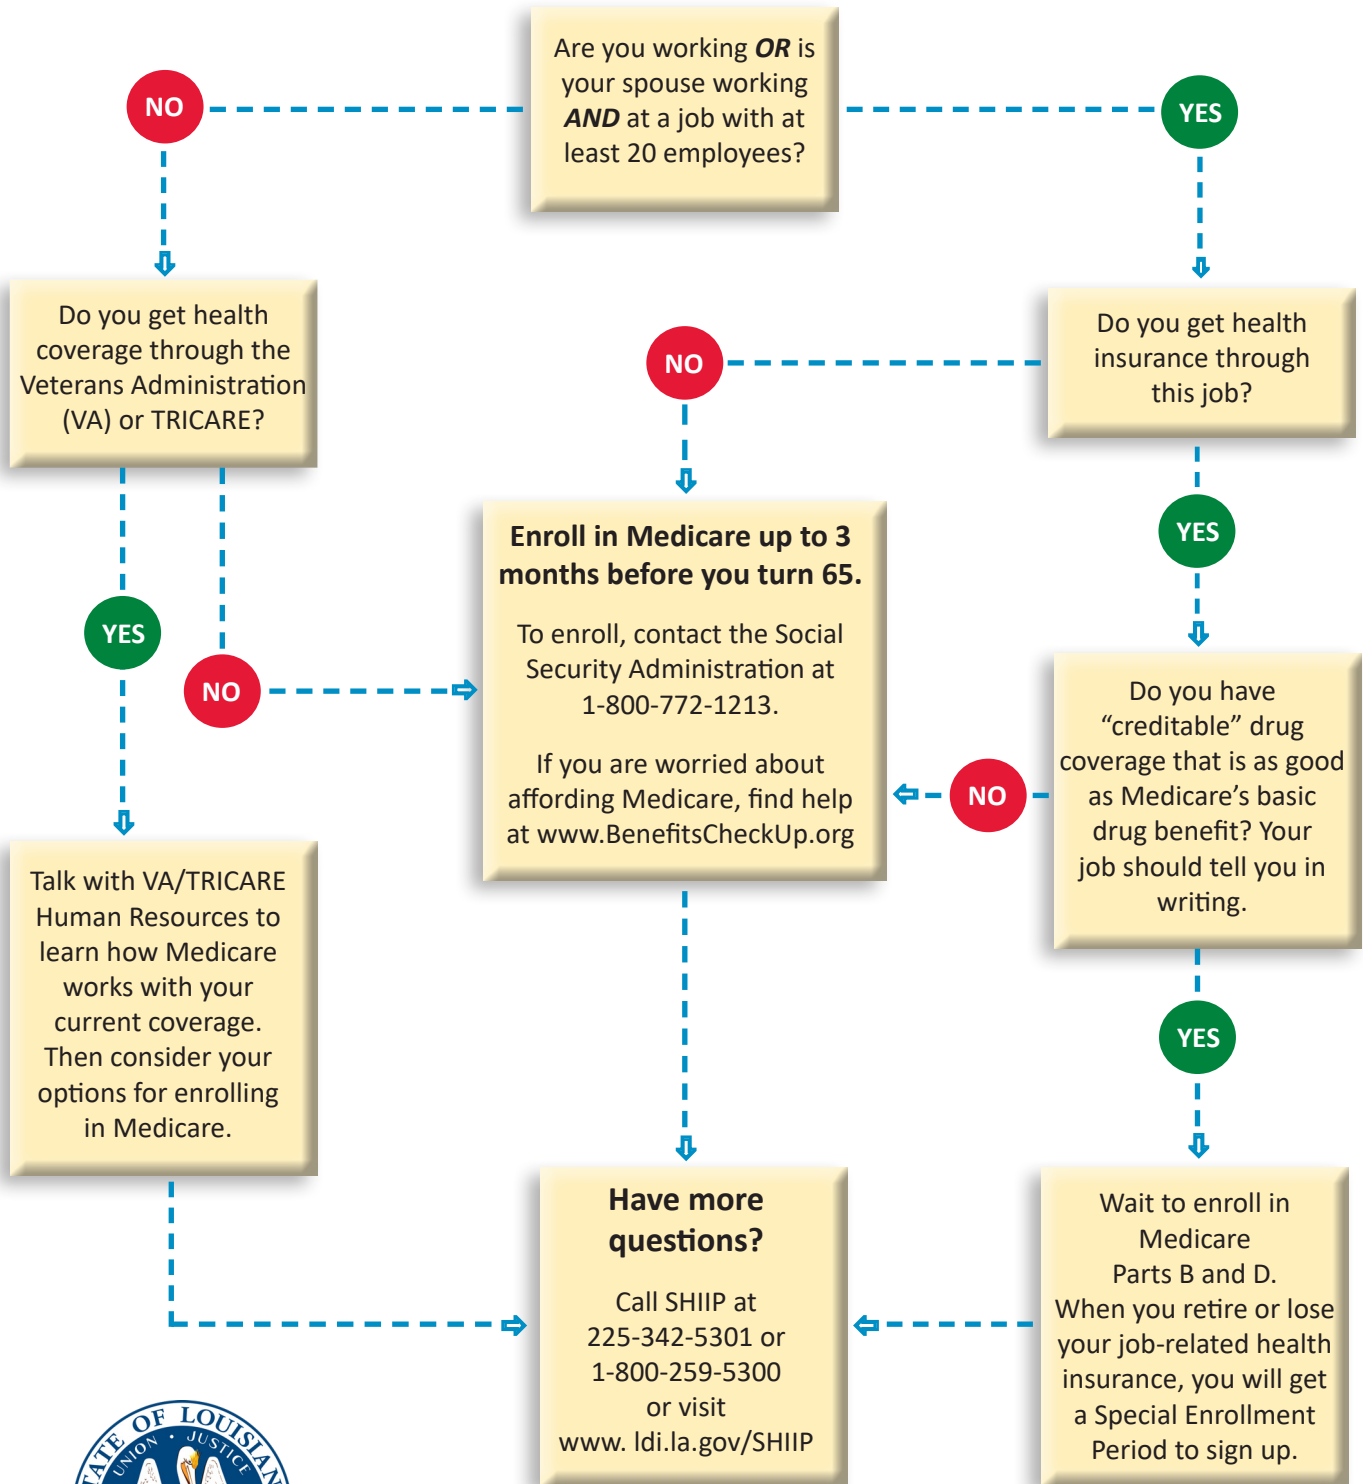 Are you working OR is
your spouse working
AND at a job with at
least 20 employees?
NO
YES
Do you get health
coverage through the
Veterans Administration
(VA) or TRICARE?
NO
Do you get health
insurance through
this job?
YES
Enroll in Medicare up to 3
months before you turn 65.
To enroll, contact the Social
Security Administration at
1-800-772-1213.
If you are worried about
affording Medicare, find help
at www.BenefitsCheckUp.org
YES
NO
Do you have
“creditable” drug
coverage that is as good
as Medicare’s basic
drug benefit? Your
job should tell you in
writing.
NO
Talk with VA/TRICARE
Human Resources to
learn how Medicare
works with your
current coverage.
Then consider your
options for enrolling
in Medicare.
YES
Have more
questions?
Call SHIIP at
225-342-5301 or
1-800-259-5300
or visit
www. ldi.la.gov/SHIIP
Wait to enroll in
Medicare
Parts B and D.
When you retire or lose
your job-related health
insurance, you will get
a Special Enrollment
Period to sign up.
STATE OF LOUISIAN
UNION · JUSTICE